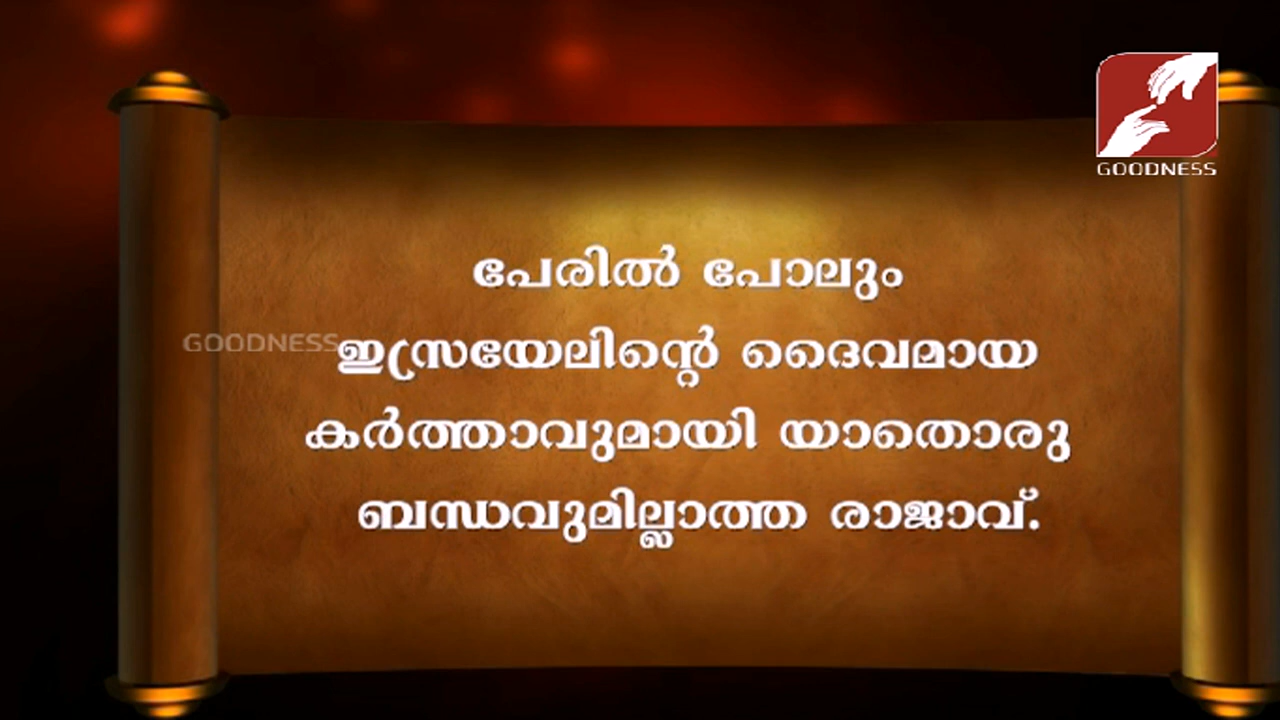 GOODNESS
പേരിൽ പോലും
GOODNESS
ഇസ്രയേലിന്റെ ദൈവമായ
കർത്താവുമായി യാതൊരു
ബന്ധവുമില്ലാത്ത രാജാവ്.